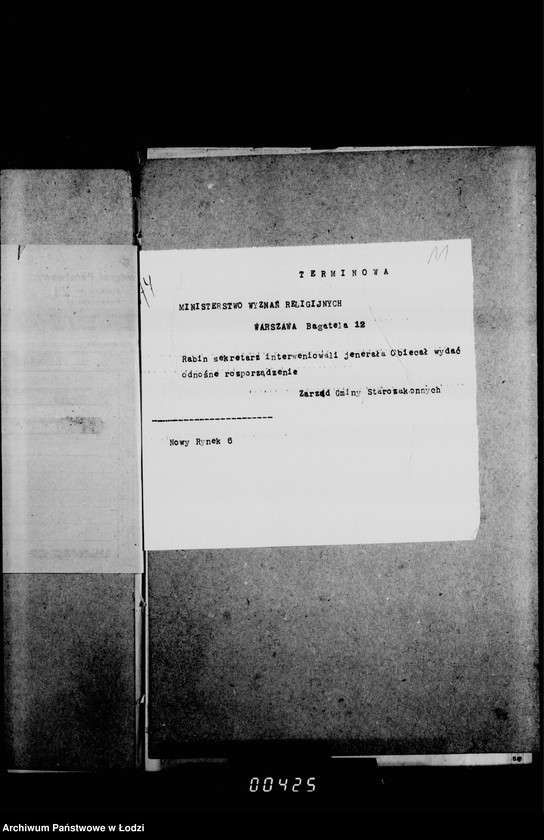 11
T E R M I N O W A
MINISTERSTWO WYZNAŃ RELIGIJNYCH
WARSZAWA Bagatela 12
Rabin sekretarz interweniowali jenerała Obiecał wydać
odnośne rozporządzenie
Zarząd Gminy Starozakonnych
Nowy Rynek 6
00425
Archiwum Państwowe w Łodzi